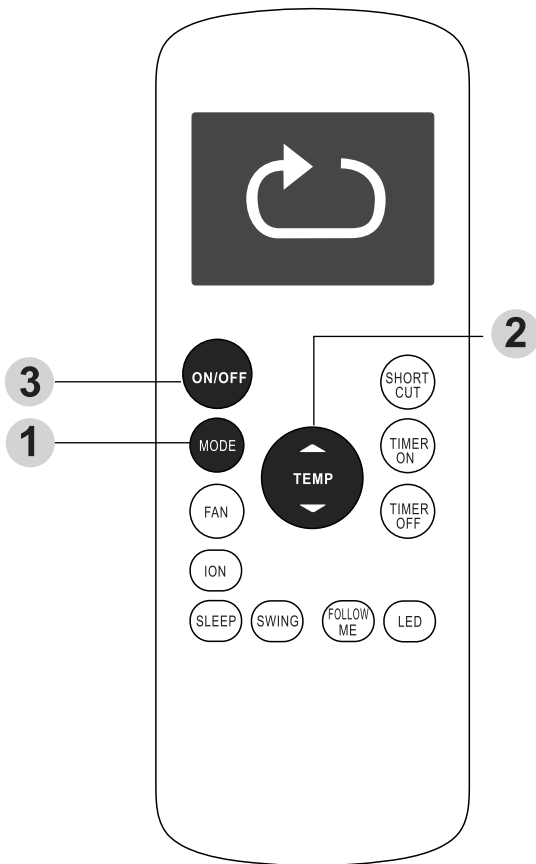 2
3
ON/OFF
SHORT
CUT
1
MODE
TEMP
TIMER
ON
FAN
TIMER
OFF
ION
SLEEP
SWING
FOLLOW
ME
LED